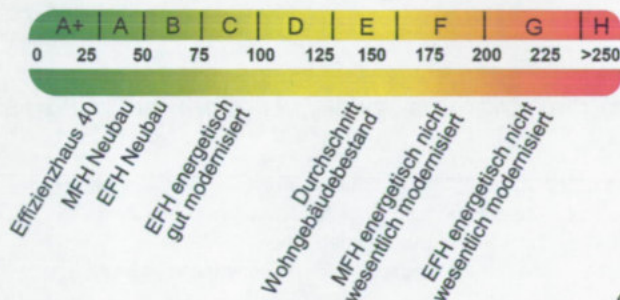 A+ A B C D E F G H
0 25 50 75 100 125 150 175 200 225 >250
Effizienzhaus 40
MFH Neubau
EFH Neubau
EFH energetisch
gut modernisiert
Durchschnitt
Wohngebäudebestand
MFH energetisch nicht
wesentlich modernisiert
EFH energetisch nicht
wesentlich modernisiert